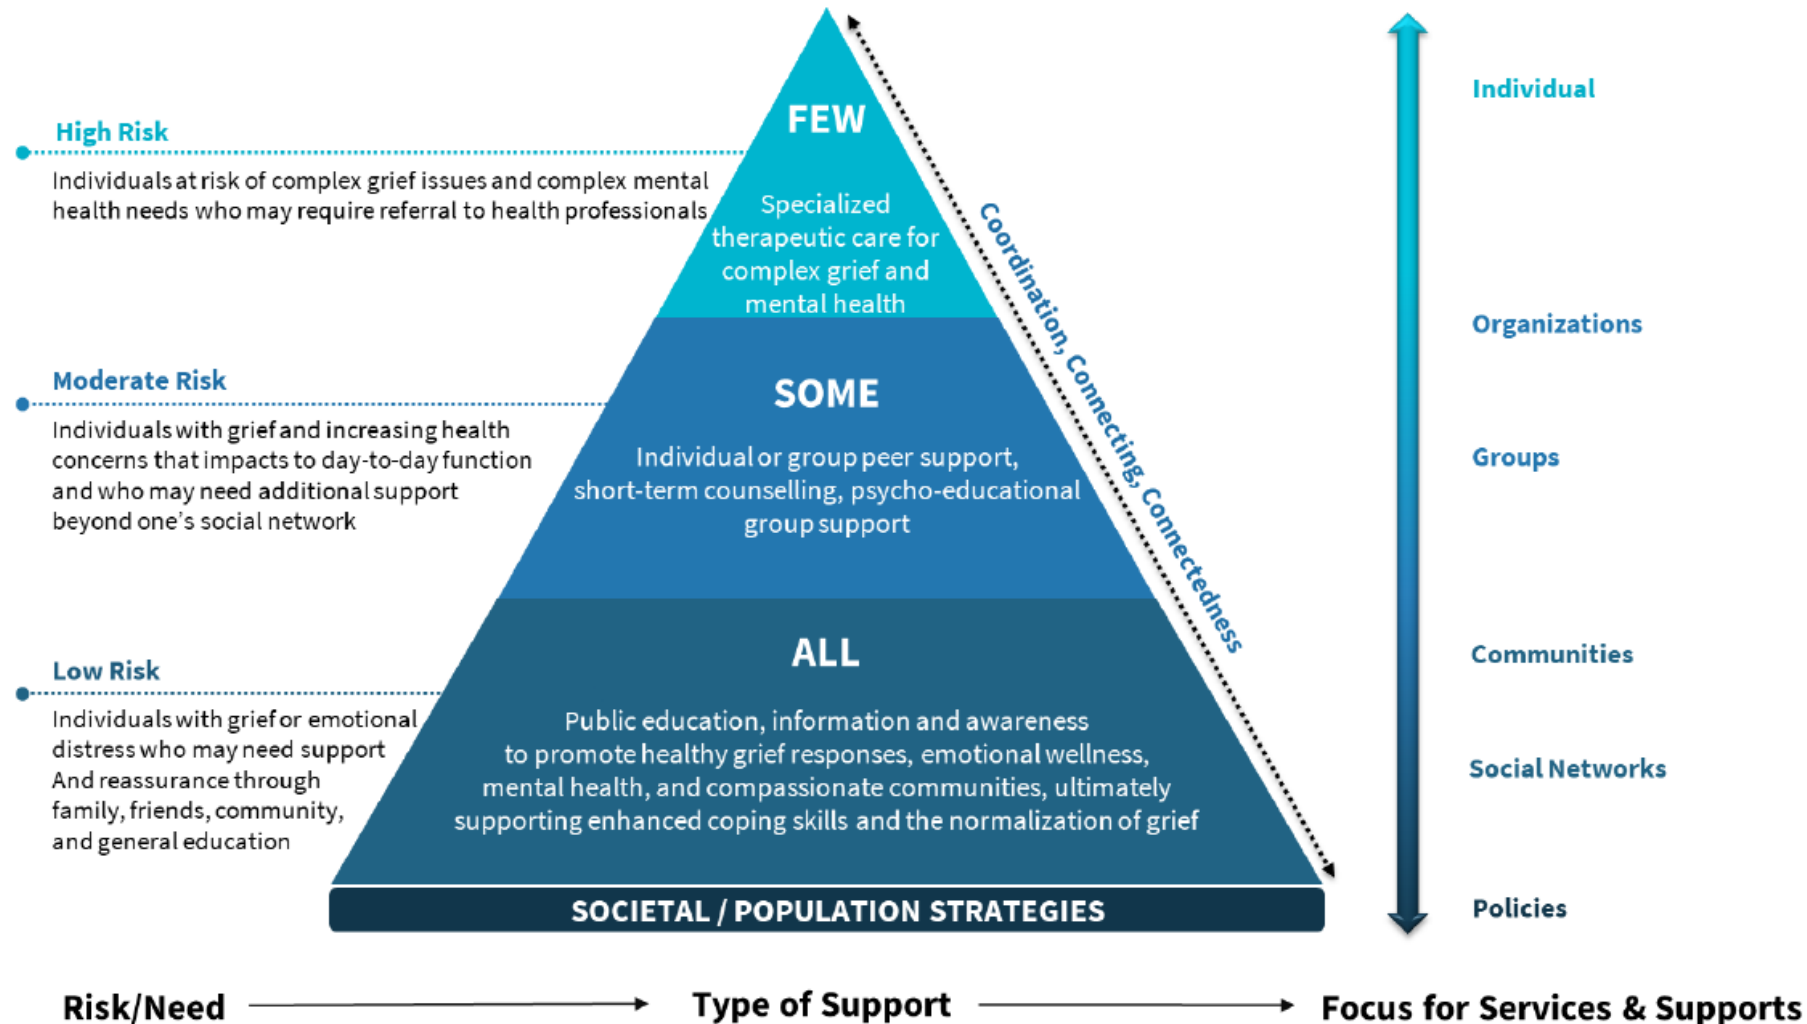 High Risk
Individuals at risk of complex grief issues and complex mental
health needs who may require referral to health professionals
Moderate Risk
Individuals with grief and increasing health
concerns that impacts to day-to-day function
and who may need additional support
beyond one's social network
Low Risk
Individuals with grief or emotional
distress who may need support
And reassurance through
family, friends, community,
and general education
FEW
Specialized
therapeutic care for
complex grief and
mental health
SOME
Individual or group peer support,
short-term counselling, psycho-educational
group support
ALL
Public education, information and awareness
to promote healthy grief responses, emotional wellness,
mental health, and compassionate communities, ultimately
supporting enhanced coping skills and the normalization of grief
SOCIETAL / POPULATION STRATEGIES
Coordination, Connecting, Connectedness
Individual
Organizations
Groups
Communities
Social Networks
Policies
Risk/Need
Type of Support
Focus for Services & Supports